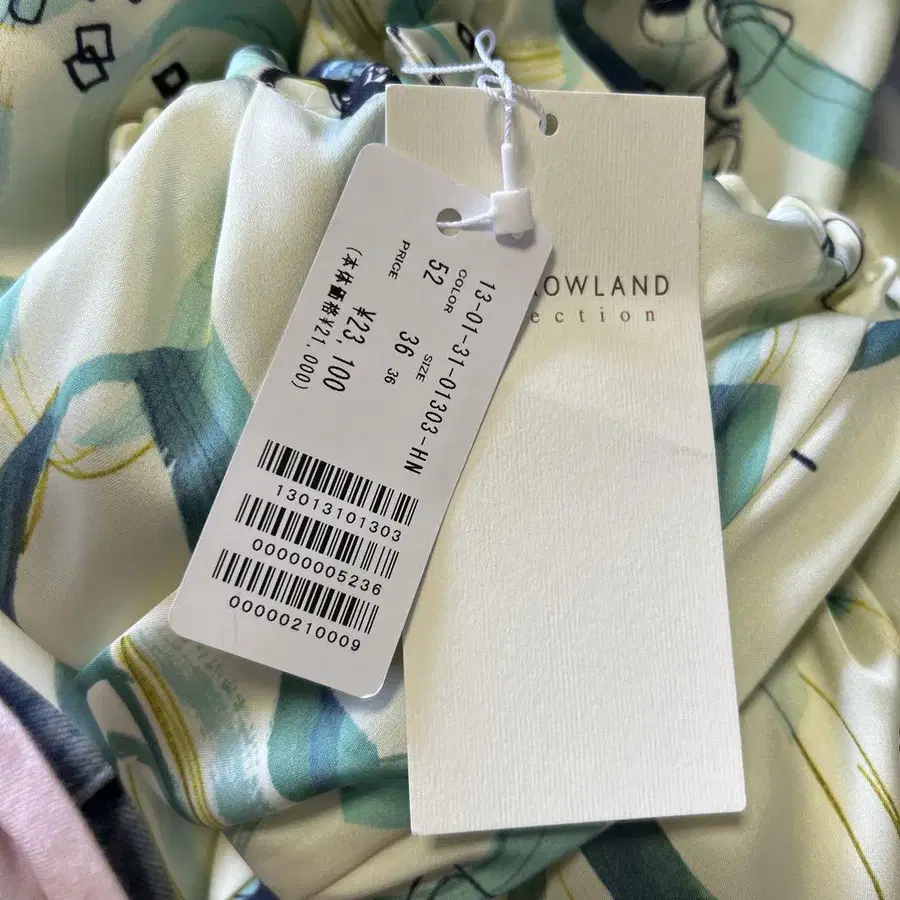 13-01-31-01303-HN
COLOR SIZE
52 36 36
PRICE
¥23,100
(本体価格¥21,000)
13013101303
00000005236
00000210009
ROWLAND
ection